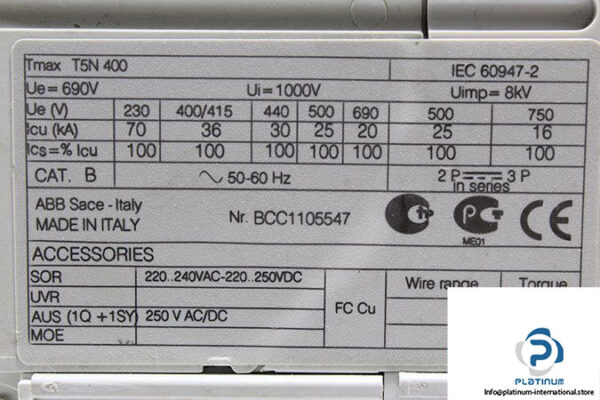 Tmax T5N 400 IEC 60947-2
Ue = 690V Ui = 1000V Uimp = 8kV
Ue (V) 230 400/415 440 500 690 500 750
Icu (kA) 70 36 30 25 20 25 16
Ics=% Icu 100 100 100 100 100 100 100
CAT. B 50-60 Hz 2 P 3 P
in series
ABB Sace - Italy
MADE IN ITALY Nr. BCC1105547
ME01
CE
ACCESSORIES
SOR 220..240VAC-220..250VDC FC Cu Wire range Torque
UVR
AUS (1Q +1SY) 250 V AC/DC
MOE
PLATINUM
Info@platinum-international.store